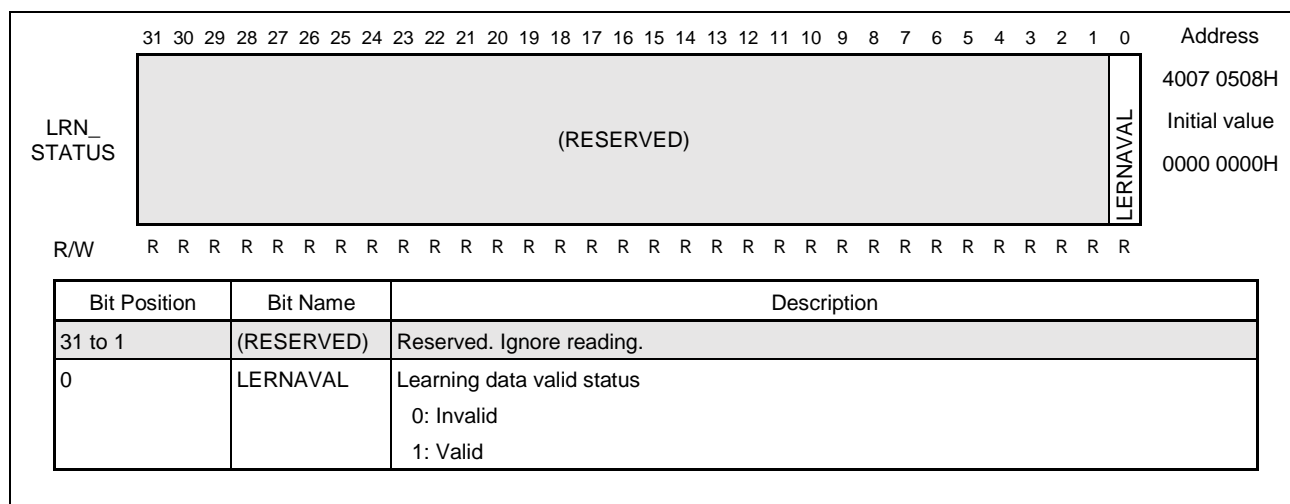 31 30 29 28 27 26 25 24 23 22 21 20 19 18 17 16 15 14 13 12 11 10 9 8 7 6 5 4 3 2 1 0 Address
4007 0508H
LRN_
STATUS
(RESERVED)
LERNAVAL
Initial value
0000 0000H
R/W R R R R R R R R R R R R R R R R R R R R R R R R R R R R R R R R
Bit Position Bit Name Description
31 to 1 (RESERVED) Reserved. Ignore reading.
0 LERNAVAL Learning data valid status
0: Invalid
1: Valid